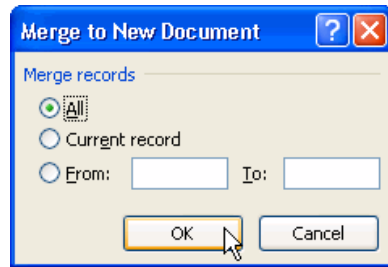 Merge to New Document
Merge records
All
Current record
From: To:
OK Cancel